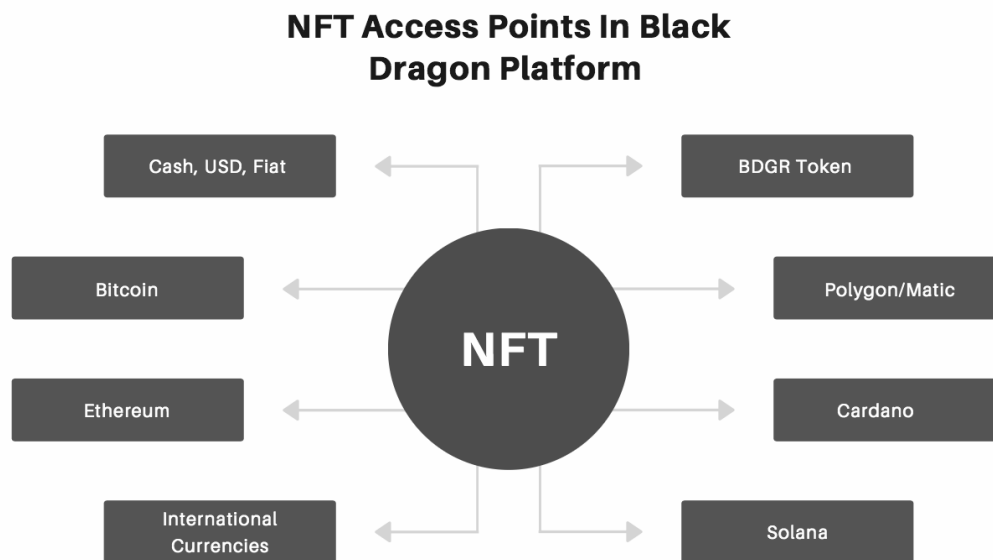 NFT Access Points In Black
Dragon Platform
Cash, USD, Fiat
BDGR Token
Bitcoin
Polygon/Matic
NFT
Ethereum
Cardano
International
Currencies
Solana